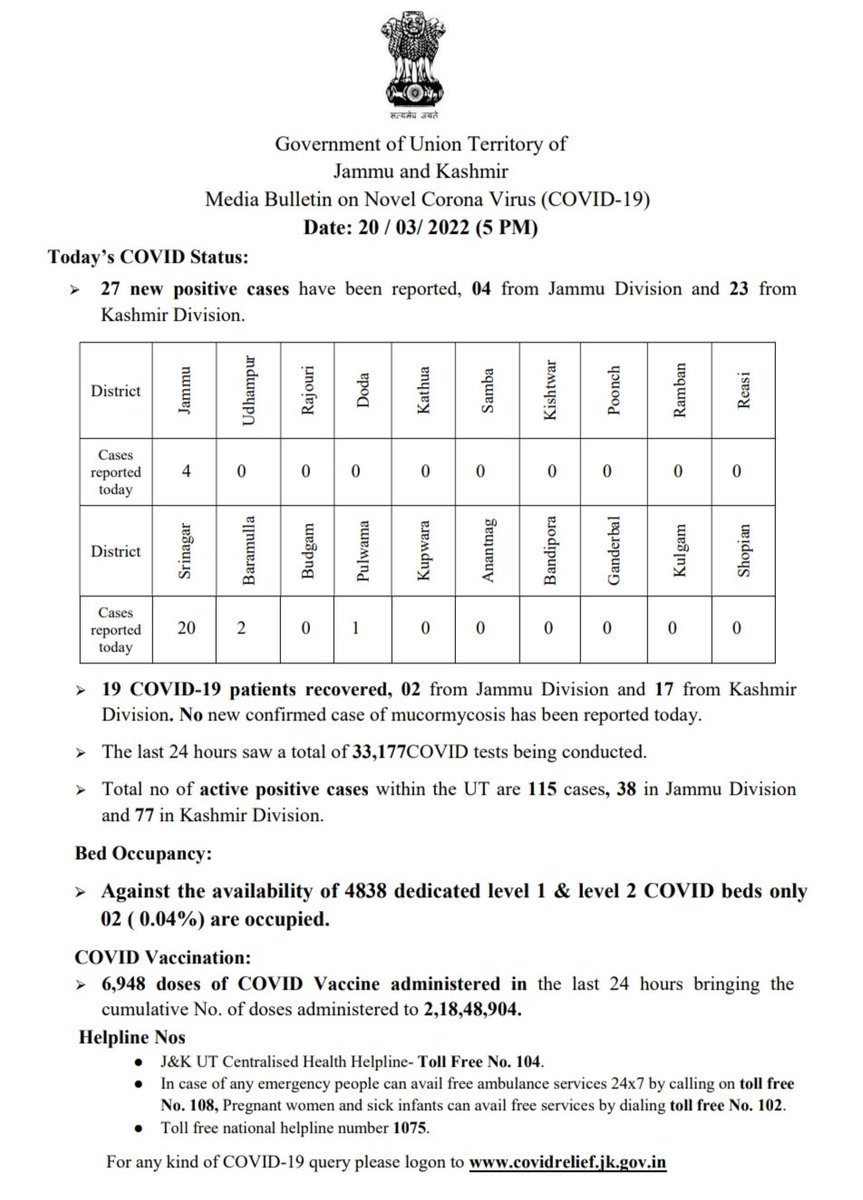 सत्यमेव जयते
Government of Union Territory of
Jammu and Kashmir
Media Bulletin on Novel Corona Virus (COVID-19)
Date: 20 / 03/ 2022 (5 PM)
Today’s COVID Status:
➢ 27 new positive cases have been reported, 04 from Jammu Division and 23 from
Kashmir Division.
District Jammu Udhampur Rajouri Doda Kathua Samba Kishtwar Poonch Ramban Reasi
Cases
reported
today
4 0 0 0 0 0 0 0 0 0
District Srinagar Baramulla Budgam Pulwama Kupwara Anantnag Bandipora Ganderbal Kulgam Shopian
Cases
reported
today
20 2 0 1 0 0 0 0 0 0
➢ 19 COVID-19 patients recovered, 02 from Jammu Division and 17 from Kashmir
Division. No new confirmed case of mucormycosis has been reported today.
➢ The last 24 hours saw a total of 33,177COVID tests being conducted.
➢ Total no of active positive cases within the UT are 115 cases, 38 in Jammu Division
and 77 in Kashmir Division.
Bed Occupancy:
➢ Against the availability of 4838 dedicated level 1 & level 2 COVID beds only
02 ( 0.04%) are occupied.
COVID Vaccination:
➢ 6,948 doses of COVID Vaccine administered in the last 24 hours bringing the
cumulative No. of doses administered to 2,18,48,904.
Helpline Nos
● J&K UT Centralised Health Helpline- Toll Free No. 104.
● In case of any emergency people can avail free ambulance services 24x7 by calling on toll free
No. 108, Pregnant women and sick infants can avail free services by dialing toll free No. 102.
● Toll free national helpline number 1075.
For any kind of COVID-19 query please logon to www.covidrelief.jk.gov.in